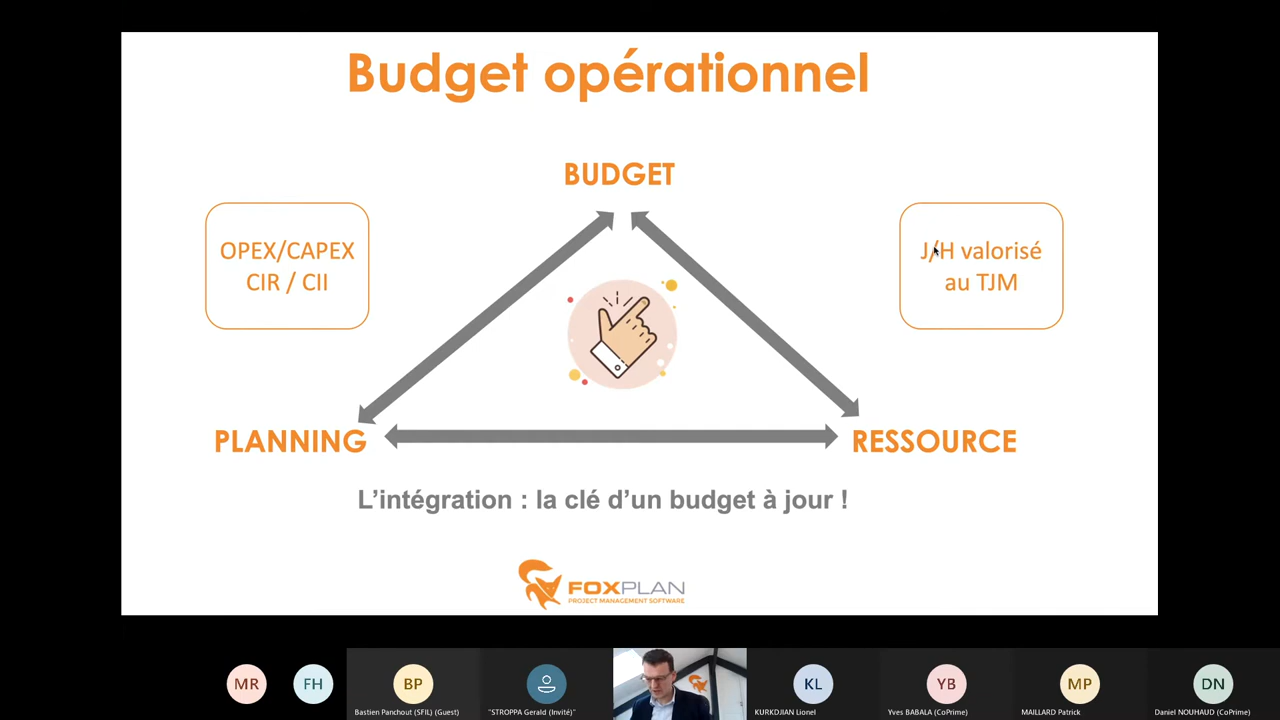 Budget opérationnel
BUDGET
OPEX/CAPEX
CIR / CII
J/H valorisé
au TJM
PLANNING
RESSOURCE
L'intégration : la clé d'un budget à jour !
FOXPLAN
PROJECT MANAGEMENT SOFTWARE
MR
FH
BP
KL
YB
MP
DN
Bastien Panchout (SFIL) (Guest)
"STROPPA Gerald (Invité)"
KURKDJIAN Lionel
Yves BABALA (CoPrime)
MAILLARD Patrick
Daniel NOUHAUD (CoPrime)